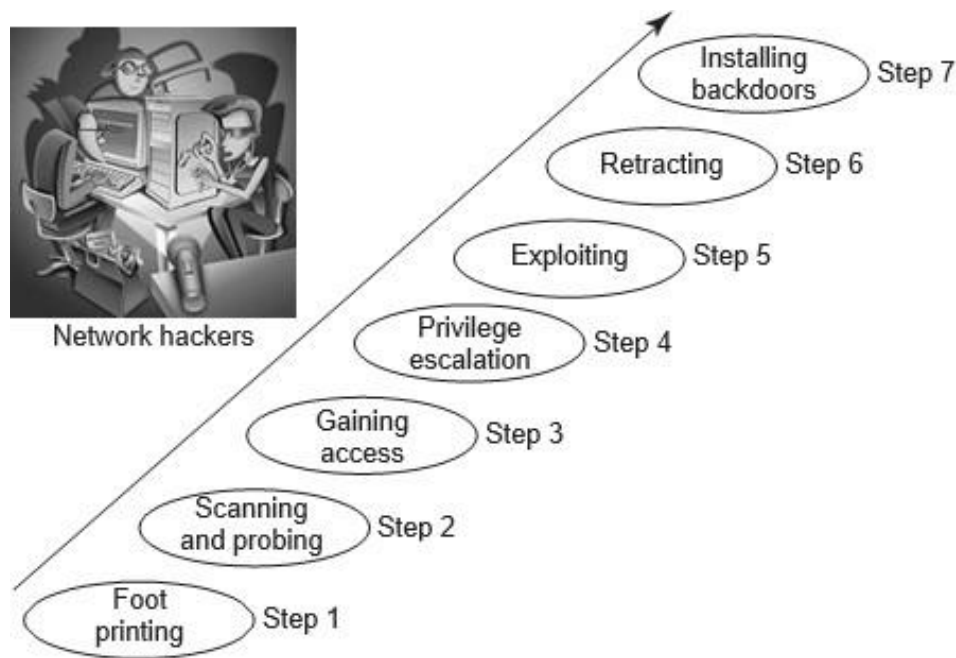 Installing
backdoors
Step 7
Retracting
Step 6
Exploiting
Step 5
Network hackers
Privilege
escalation
Step 4
Gaining
access
Step 3
Scanning
and probing
Step 2
Foot
printing
Step 1